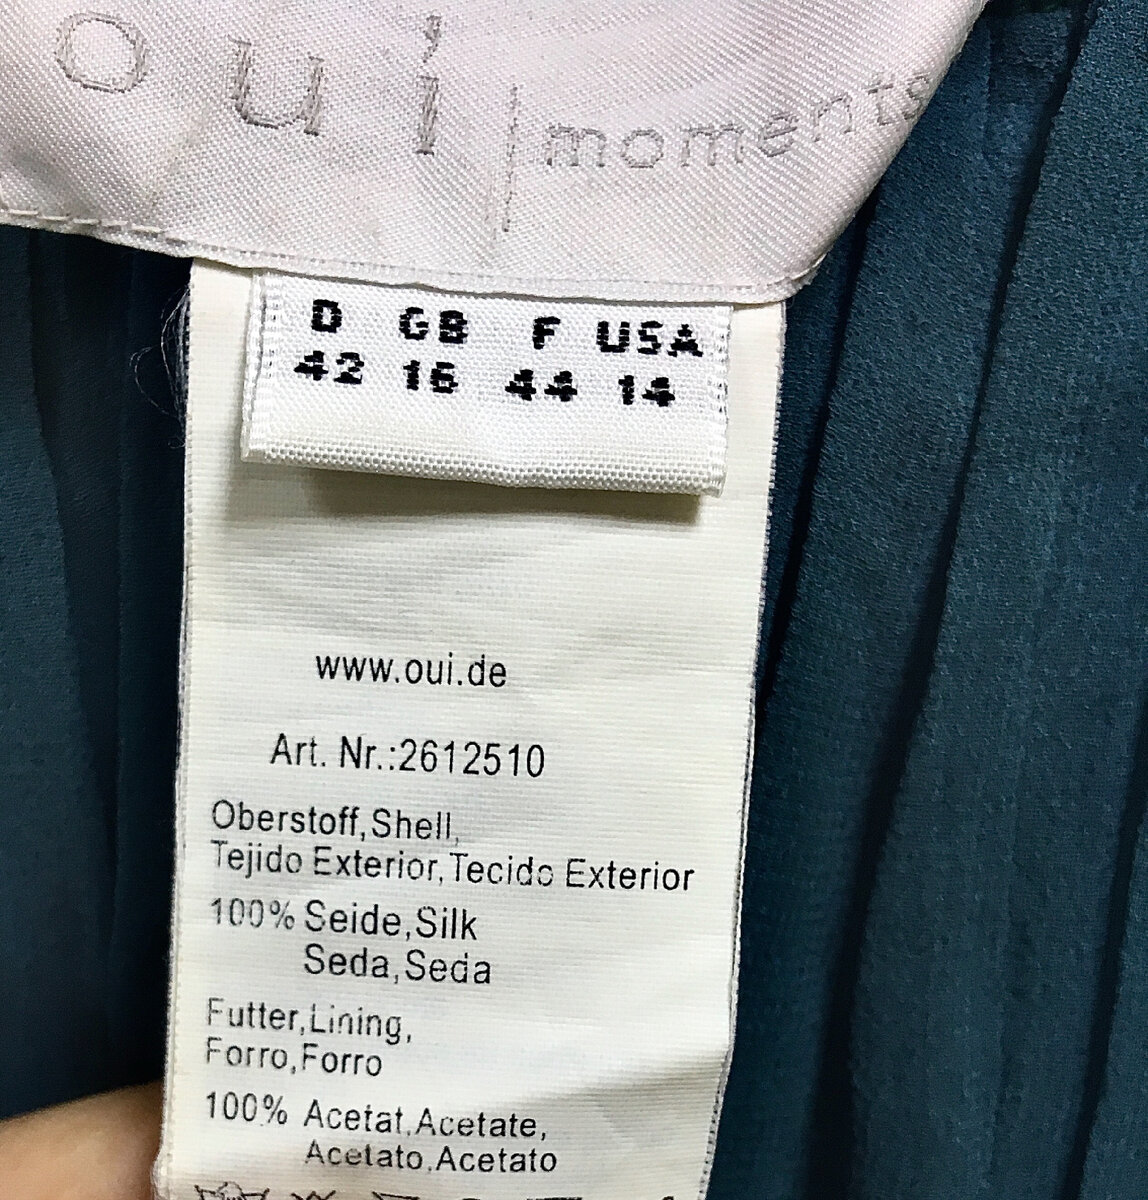 oui | moments
D GB F USA
42 16 44 14
www.oui.de
Art. Nr.:2612510
Oberstoff,Shell,
Tejido Exterior,Tecido Exterior
100% Seide,Silk
Seda,Seda
Futter,Lining,
Forro,Forro
100% Acetat,Acetate,
Acetato,Acetato